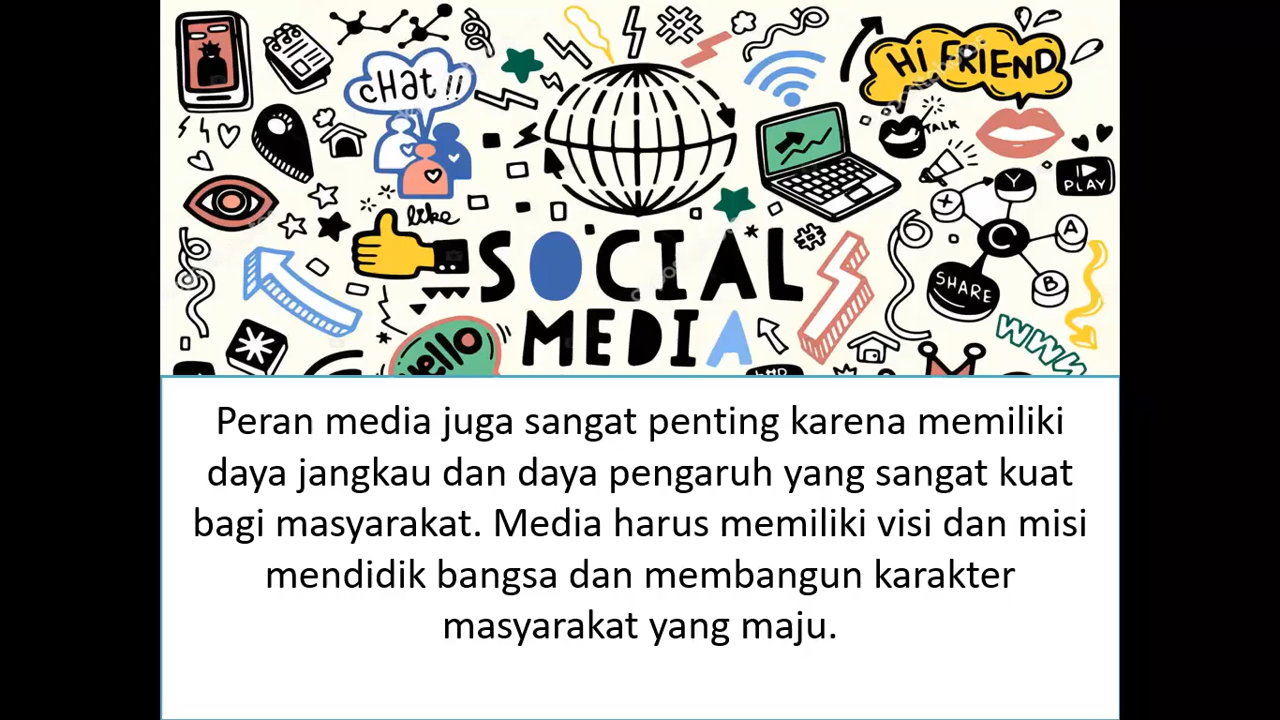 CHat !!
Hi FRiEND
TALK
PLAY
like
X
Y
C
A
B
SHARE
SOCIAL
MEDIA
hello
WWW
Peran media juga sangat penting karena memiliki
daya jangkau dan daya pengaruh yang sangat kuat
bagi masyarakat. Media harus memiliki visi dan misi
mendidik bangsa dan membangun karakter
masyarakat yang maju.